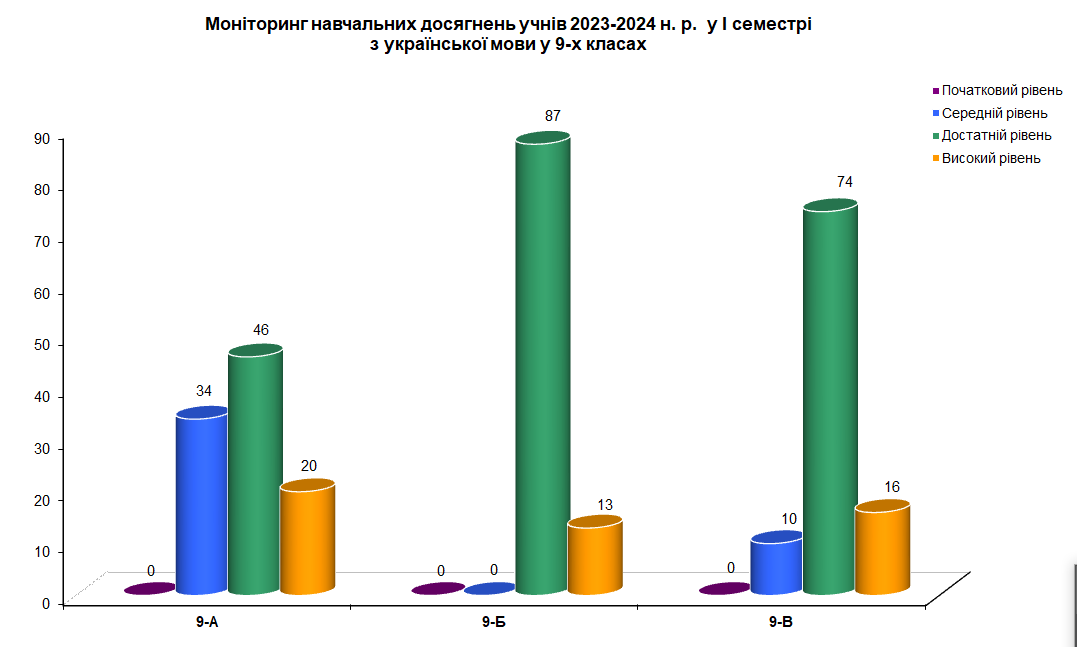 Моніторинг навчальних досягнень учнів 2023-2024 н. р.  у І семестрі
з української мови у 9-х класах
Початковий рівень
Середній рівень
Достатній рівень
Високий рівень
90
80
70
60
50
40
30
20
10
0
0
34
46
20
0
0
87
13
0
10
74
16
9-А
9-Б
9-В